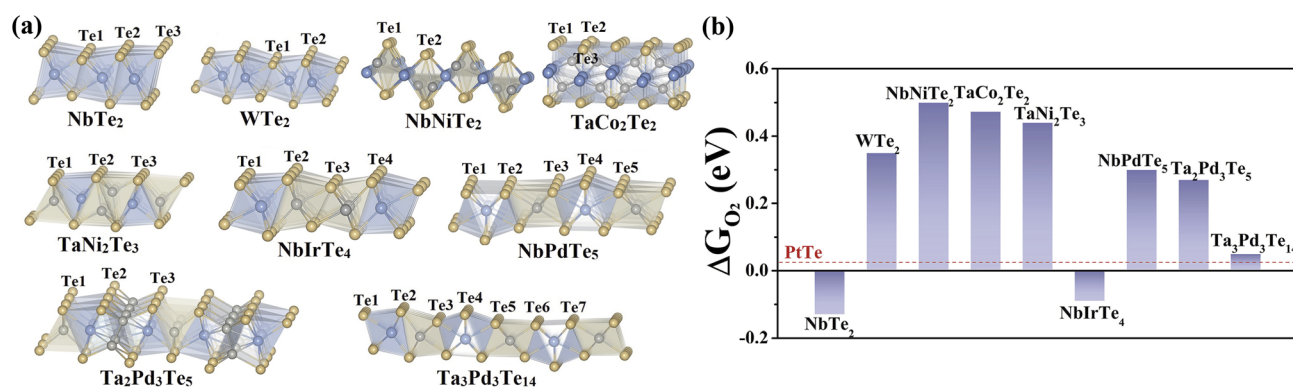 (a)
Te1 Te2 Te3
NbTe2
Te1 Te2
WTe2
Te1
Te2
NbNiTe2
Te1 Te2
Te3
TaCo2Te2
Te1 Te2 Te3
TaNi2Te3
Te1 Te2 Te3 Te4
NbIrTe4
Te1 Te2 Te3 Te4 Te5
NbPdTe5
Te1 Te2 Te3
Ta2Pd3Te5
Te1 Te2 Te3 Te4 Te5 Te6 Te7
Ta3Pd3Te14
(b)
ΔG O2 (eV)
0.6
0.4
0.2
0.0
-0.2
PtTe
NbTe2
WTe2
NbNiTe2
TaCo2Te2
TaNi2Te3
NbIrTe4
NbPdTe5
Ta2Pd3Te5
Ta3Pd3Te14